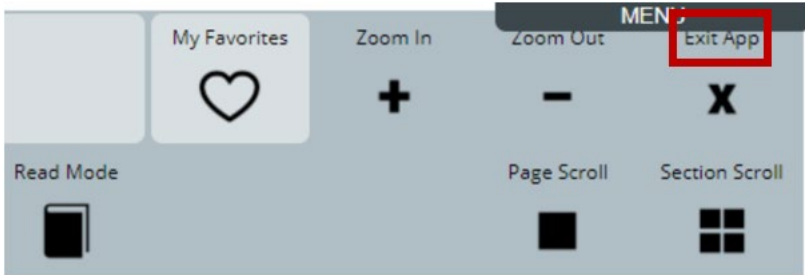 MENU
My Favorites Zoom In Zoom Out Exit App
Read Mode Page Scroll Section Scroll